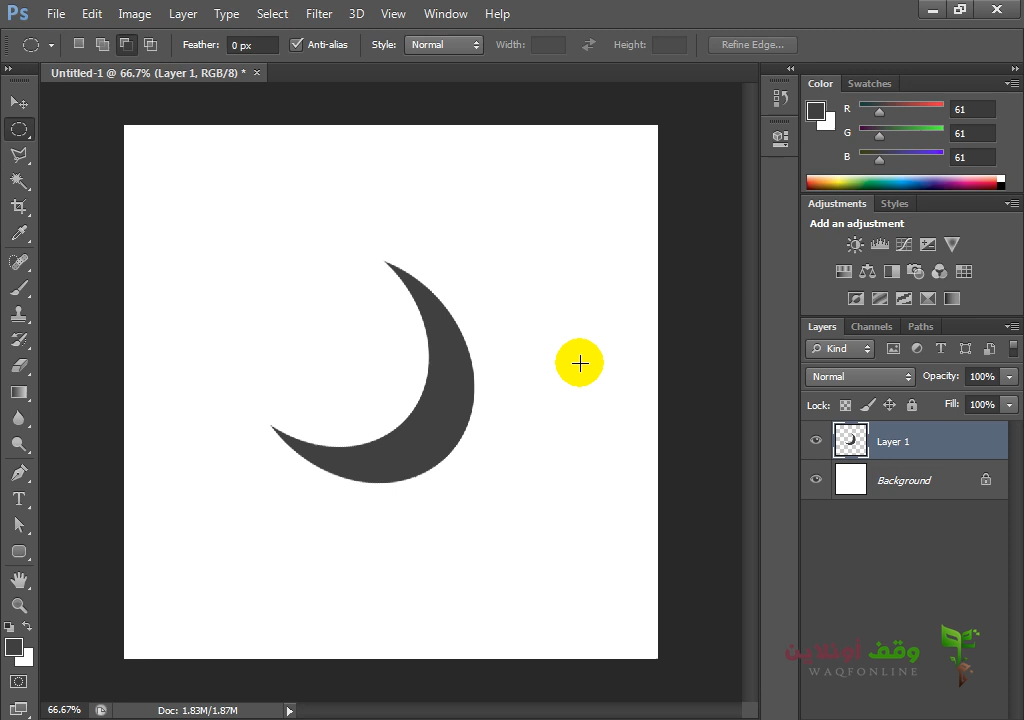 Ps File Edit Image Layer Type Select Filter 3D View Window Help
Feather: 0 px Anti-alias Style: Normal Width: Height: Refine Edge...
Untitled-1 @ 66.7% (Layer 1, RGB/8) * ×
Color Swatches
R 61
G 61
B 61
Adjustments Styles
Add an adjustment
Layers Channels Paths
Kind
Normal Opacity: 100%
Lock: Fill: 100%
Layer 1
Background
وقف أونلاين
WAQFONLINE
66.67% Doc: 1.83M/1.87M